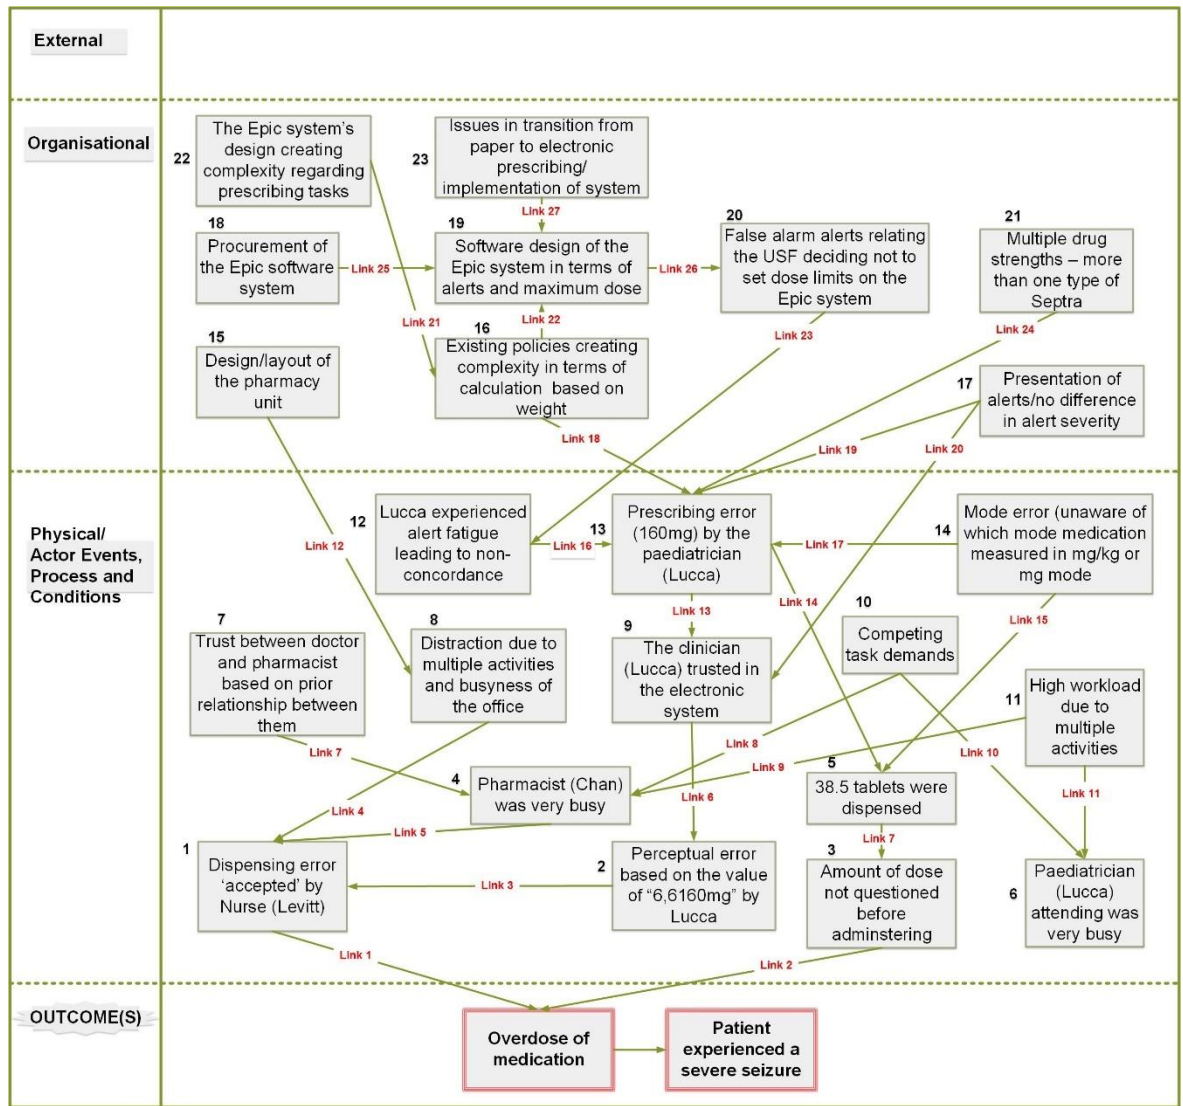 External
Organisational
22
The Epic system's
design creating
complexity regarding
prescribing tasks
23
Issues in transition from
paper to electronic
prescribing/
implementation of system
Link 27
18
Procurement of
the Epic software
system
Link 25
19
Software design of the
Epic system in terms of
alerts and maximum dose
Link 26
20
False alarm alerts relating
the USF deciding not to
set dose limits on the
Epic system
21
Multiple drug
strengths – more
than one type of
Septra
Link 21
Link 22
Link 23
Link 24
15
Design/layout of
the pharmacy
unit
16
Existing policies creating
complexity in terms of
calculation based on
weight
17
Presentation of
alerts/no difference
in alert severity
Link 18
Link 19
Link 20
Physical/
Actor Events,
Process and
Conditions
Link 12
12
Lucca experienced
alert fatigue
leading to non-
concordance
Link 16
13
Prescribing error
(160mg) by the
paediatrician
(Lucca)
Link 17
14
Mode error (unaware of
which mode medication
measured in mg/kg or
mg mode
Link 13
Link 14
Link 15
7
Trust between doctor
and pharmacist
based on prior
relationship between
them
8
Distraction due to
multiple activities
and busyness of
the office
9
The clinician
(Lucca) trusted in
the electronic
system
10
Competing
task demands
11
High workload
due to
multiple
activities
Link 7
Link 8
Link 9
Link 10
4
Pharmacist (Chan)
was very busy
Link 6
5
38.5 tablets were
dispensed
Link 11
Link 4
Link 5
Link 7
1
Dispensing error
'accepted' by
Nurse (Levitt)
Link 3
2
Perceptual error
based on the value
of "6,6160mg" by
Lucca
3
Amount of dose
not questioned
before
adminstering
6
Paediatrician
(Lucca)
attending was
very busy
Link 1
Link 2
OUTCOME(S)
Overdose of
medication
Patient
experienced a
severe seizure